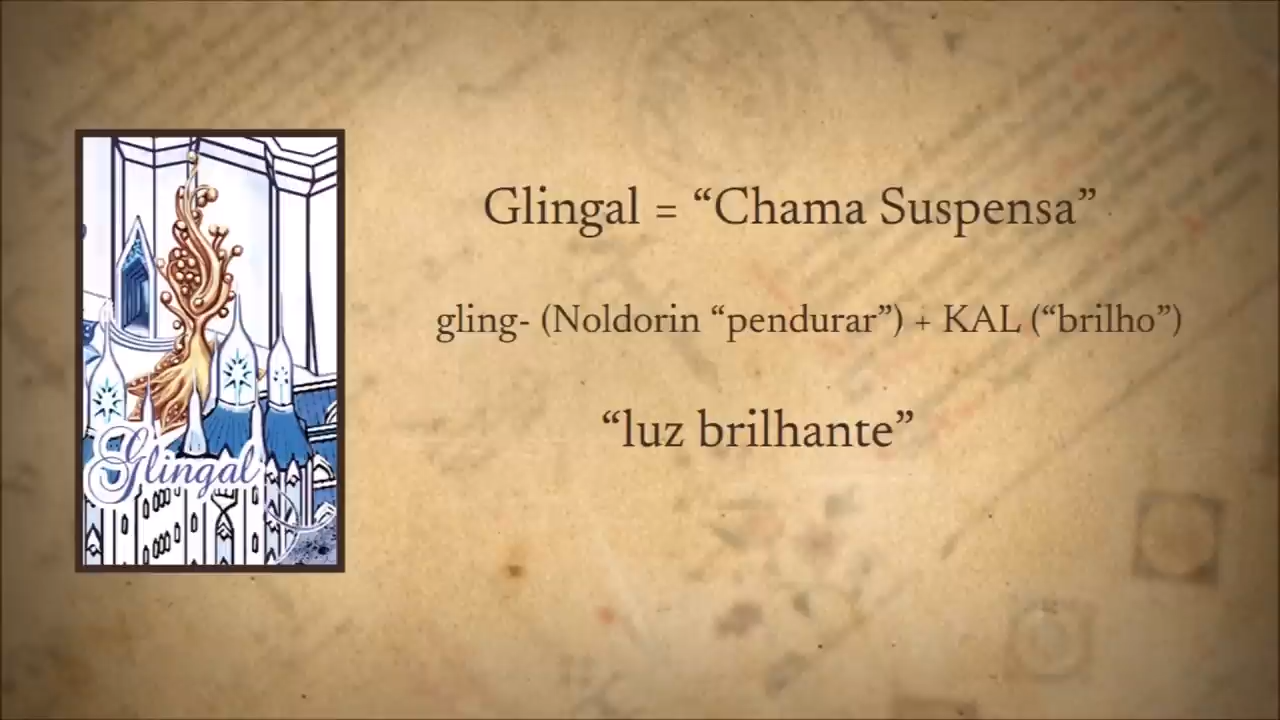 Glingal = “Chama Suspensa”
gling- (Noldorin “pendurar”) + KAL (“brilho”)
“luz brilhante”
Glingal